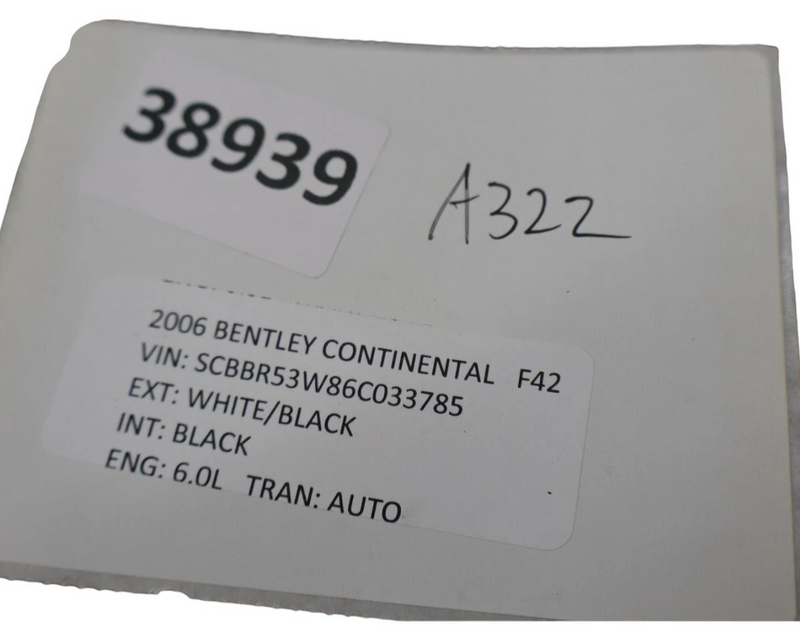 38939
A322
2006 BENTLEY CONTINENTAL F42
VIN: SCBBR53W86C033785
EXT: WHITE/BLACK
INT: BLACK
ENG: 6.0L TRAN: AUTO